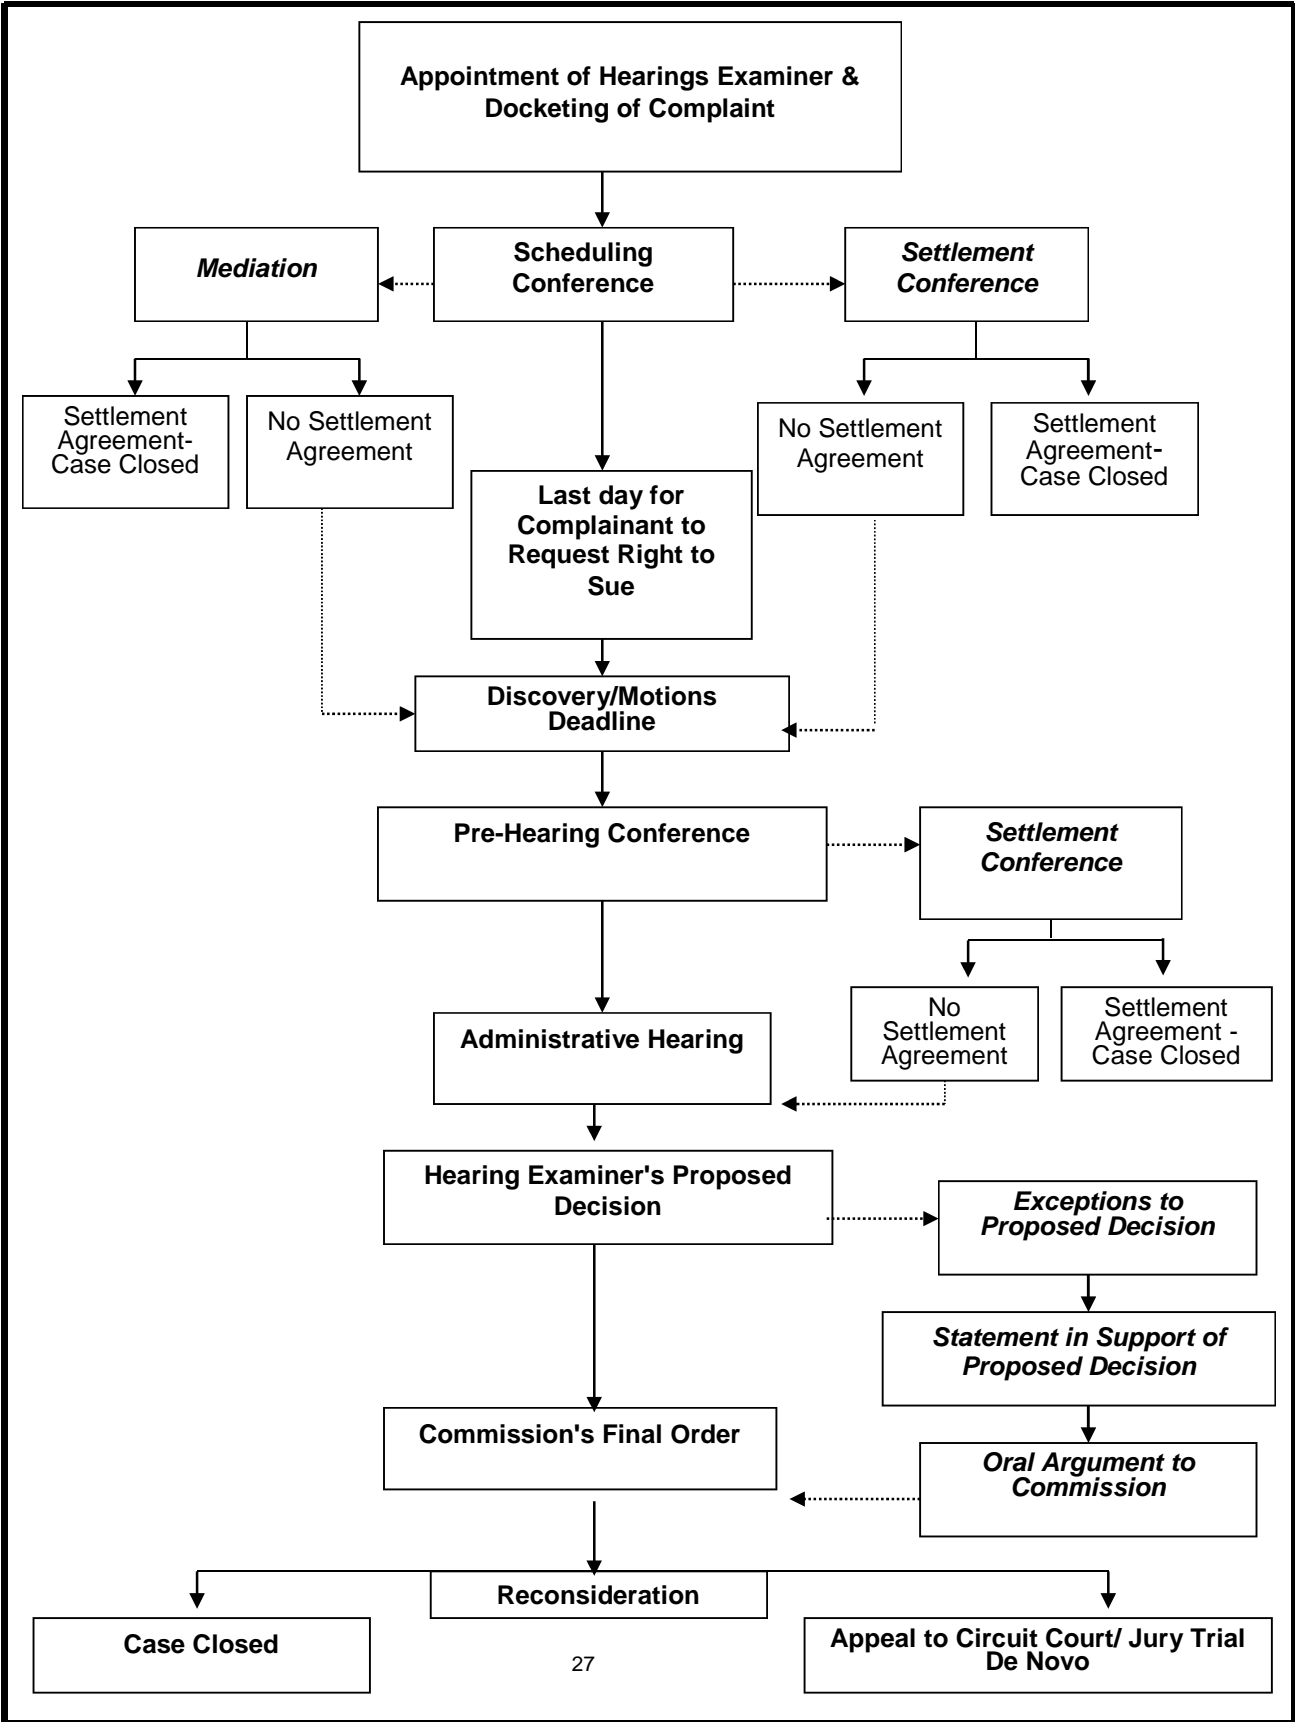 Appointment of Hearings Examiner &
Docketing of Complaint
Mediation
Scheduling
Conference
Settlement
Conference
Settlement
Agreement-
Case Closed
No Settlement
Agreement
No Settlement
Agreement
Settlement
Agreement-
Case Closed
Last day for
Complainant to
Request Right to
Sue
Discovery/Motions
Deadline
Pre-Hearing Conference
Settlement
Conference
No
Settlement
Agreement
Settlement
Agreement -
Case Closed
Administrative Hearing
Hearing Examiner's Proposed
Decision
Exceptions to
Proposed Decision
Statement in Support of
Proposed Decision
Commission's Final Order
Oral Argument to
Commission
Reconsideration
Case Closed
Appeal to Circuit Court/ Jury Trial
De Novo
27